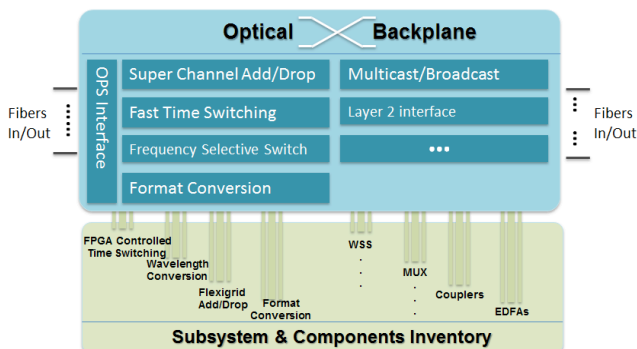 Optical Backplane
OPS Interface
Super Channel Add/Drop
Multicast/Broadcast
Fast Time Switching
Layer 2 interface
Frequency Selective Switch
...
Format Conversion
Fibers
In/Out
Fibers
In/Out
FPGA Controlled
Time Switching
Wavelength
Conversion
Flexigrid
Add/Drop
Format
Conversion
WSS
MUX
Couplers
EDFAs
Subsystem & Components Inventory